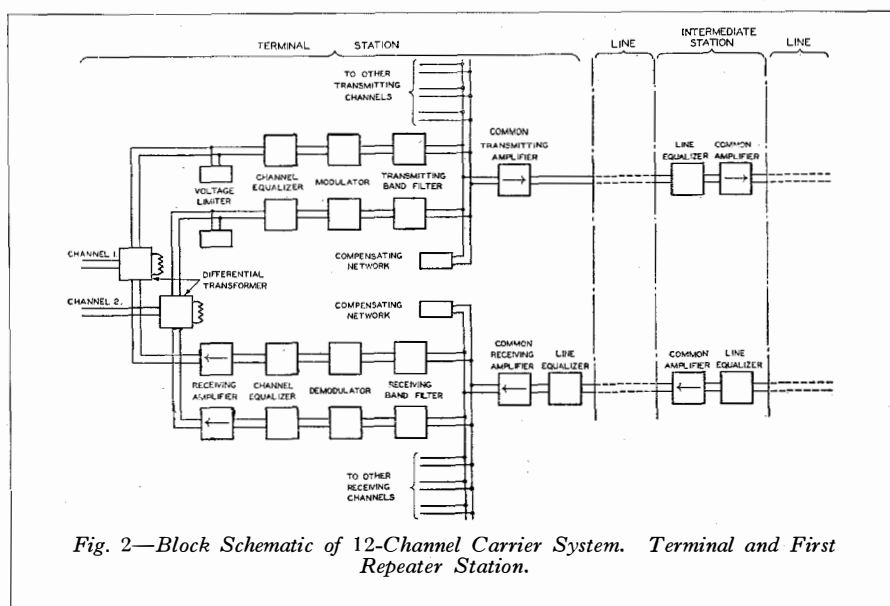 TERMINAL STATION
LINE
INTERMEDIATE
STATION
LINE
TO OTHER
TRANSMITTING
CHANNELS
COMMON
TRANSMITTING
AMPLIFIER
LINE
EQUALIZER
COMMON
AMPLIFIER
VOLTAGE
LIMITER
CHANNEL
EQUALIZER
MODULATOR
TRANSMITTING
BAND FILTER
CHANNEL 1.
COMPENSATING
NETWORK
DIFFERENTIAL
TRANSFORMER
CHANNEL 2.
COMPENSATING
NETWORK
COMMON
RECEIVING
AMPLIFIER
LINE
EQUALIZER
COMMON
AMPLIFIER
LINE
EQUALIZER
RECEIVING
AMPLIFIER
CHANNEL
EQUALIZER
DEMODULATOR
RECEIVING
BAND FILTER
TO OTHER
RECEIVING
CHANNELS
Fig. 2—Block Schematic of 12-Channel Carrier System. Terminal and First
Repeater Station.